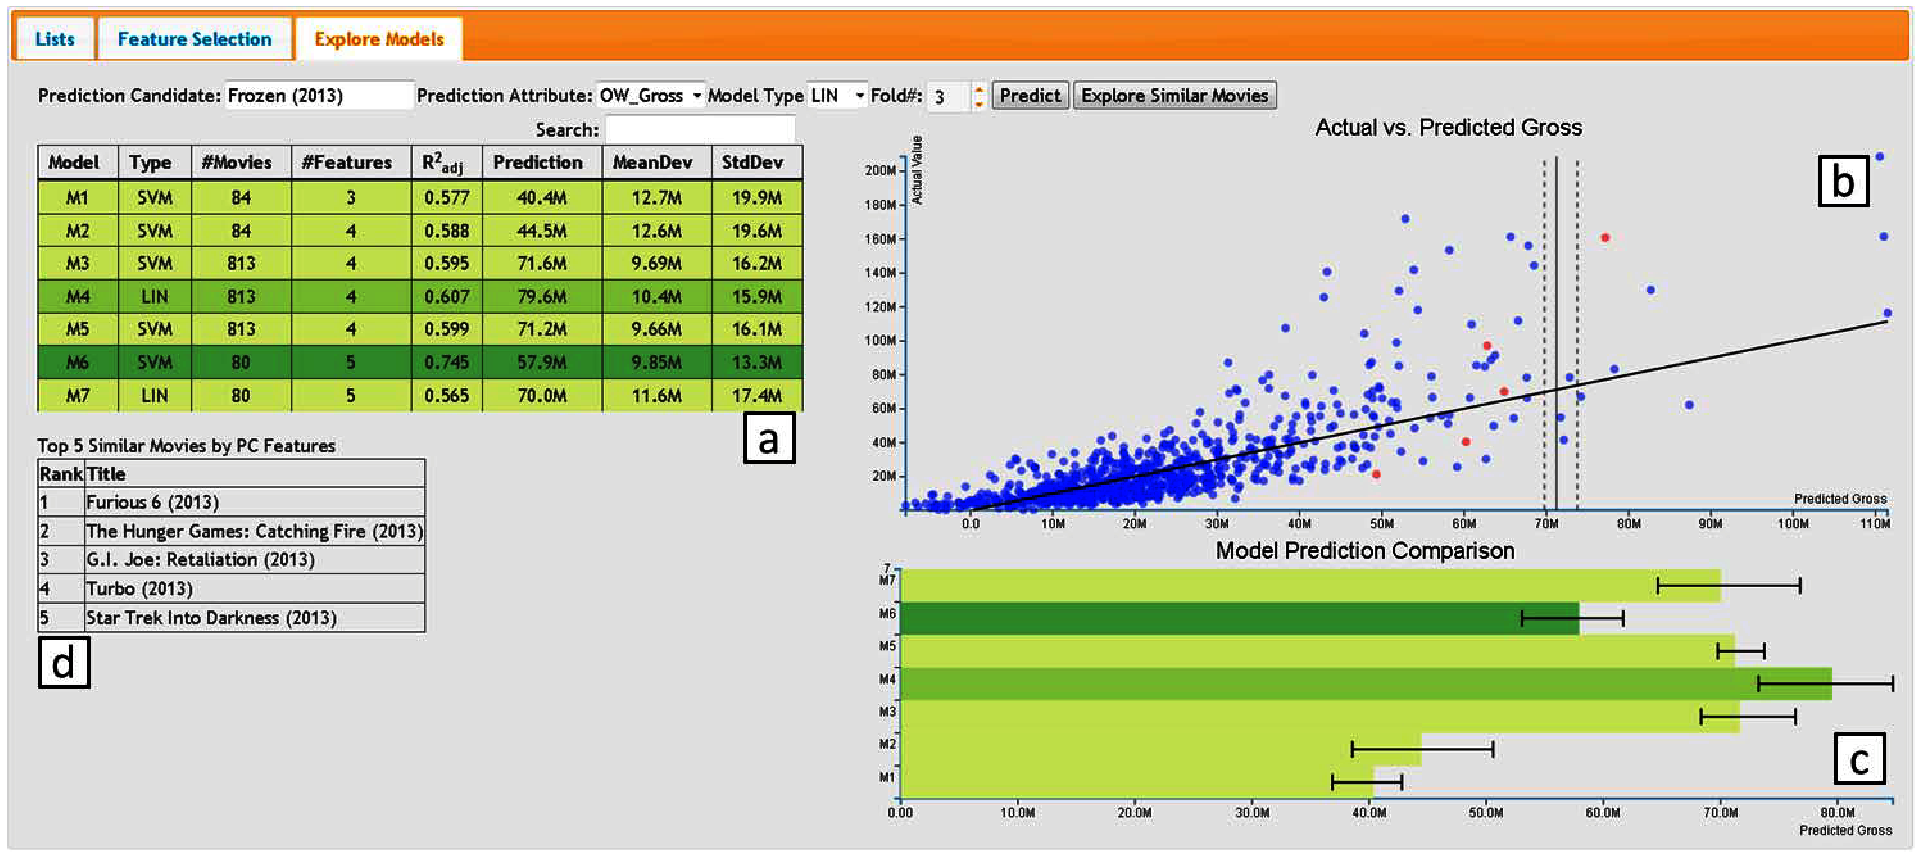 Lists Feature Selection Explore Models
Prediction Candidate: Frozen (2013) Prediction Attribute: OW_Gross Model Type LIN Fold#: 3 Predict Explore Similar Movies
Search:
Model Type #Movies #Features R²adj Prediction MeanDev StdDev
M1 SVM 84 3 0.577 40.4M 12.7M 19.9M
M2 SVM 84 4 0.588 44.5M 12.6M 19.6M
M3 SVM 813 4 0.595 71.6M 9.69M 16.2M
M4 LIN 813 4 0.607 79.6M 10.4M 15.9M
M5 SVM 813 4 0.599 71.2M 9.66M 16.1M
M6 SVM 80 5 0.745 57.9M 9.85M 13.3M
M7 LIN 80 5 0.565 70.0M 11.6M 17.4M
a
Top 5 Similar Movies by PC Features
Rank Title
1 Furious 6 (2013)
2 The Hunger Games: Catching Fire (2013)
3 G.I. Joe: Retaliation (2013)
4 Turbo (2013)
5 Star Trek Into Darkness (2013)
d
Actual vs. Predicted Gross
Actual Value
b
200M
180M
160M
140M
120M
100M
80M
60M
40M
20M
Predicted Gross
0.0 10M 20M 30M 40M 50M 60M 70M 80M 90M 100M 110M
Model Prediction Comparison
7
M7
M6
M5
M4
M3
M2
M1
c
0.00 10.0M 20.0M 30.0M 40.0M 50.0M 60.0M 70.0M 80.0M
Predicted Gross